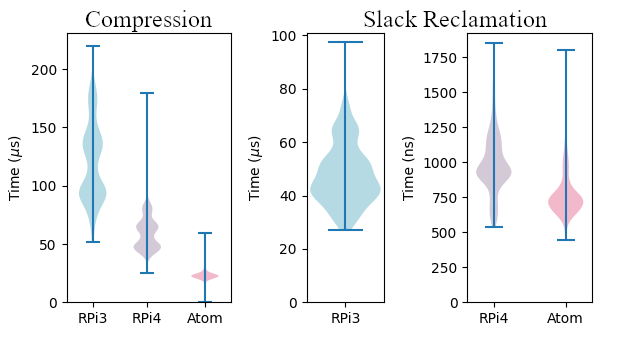 Compression
Slack Reclamation
Time (μs)
200
150
100
50
0
RPi3 RPi4 Atom
Time (μs)
100
80
60
40
20
0
RPi3
Time (ns)
1750
1500
1250
1000
750
500
250
0
RPi4 Atom